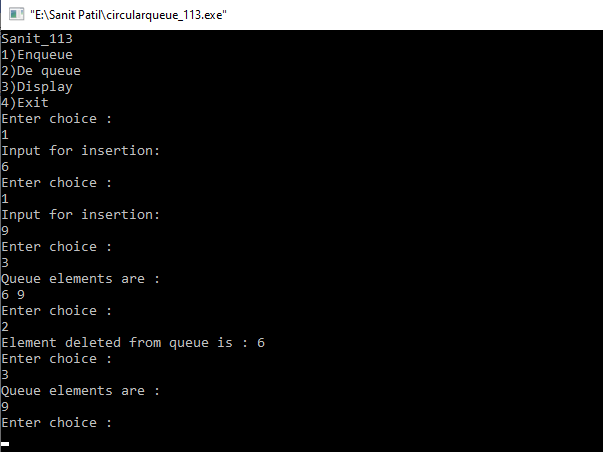 "E:\Sanit Patil\circularqueue_113.exe"
Sanit_113
1)Enqueue
2)De queue
3)Display
4)Exit
Enter choice :
1
Input for insertion:
6
Enter choice :
1
Input for insertion:
9
Enter choice :
3
Queue elements are :
6 9
Enter choice :
2
Element deleted from queue is : 6
Enter choice :
3
Queue elements are :
9
Enter choice :